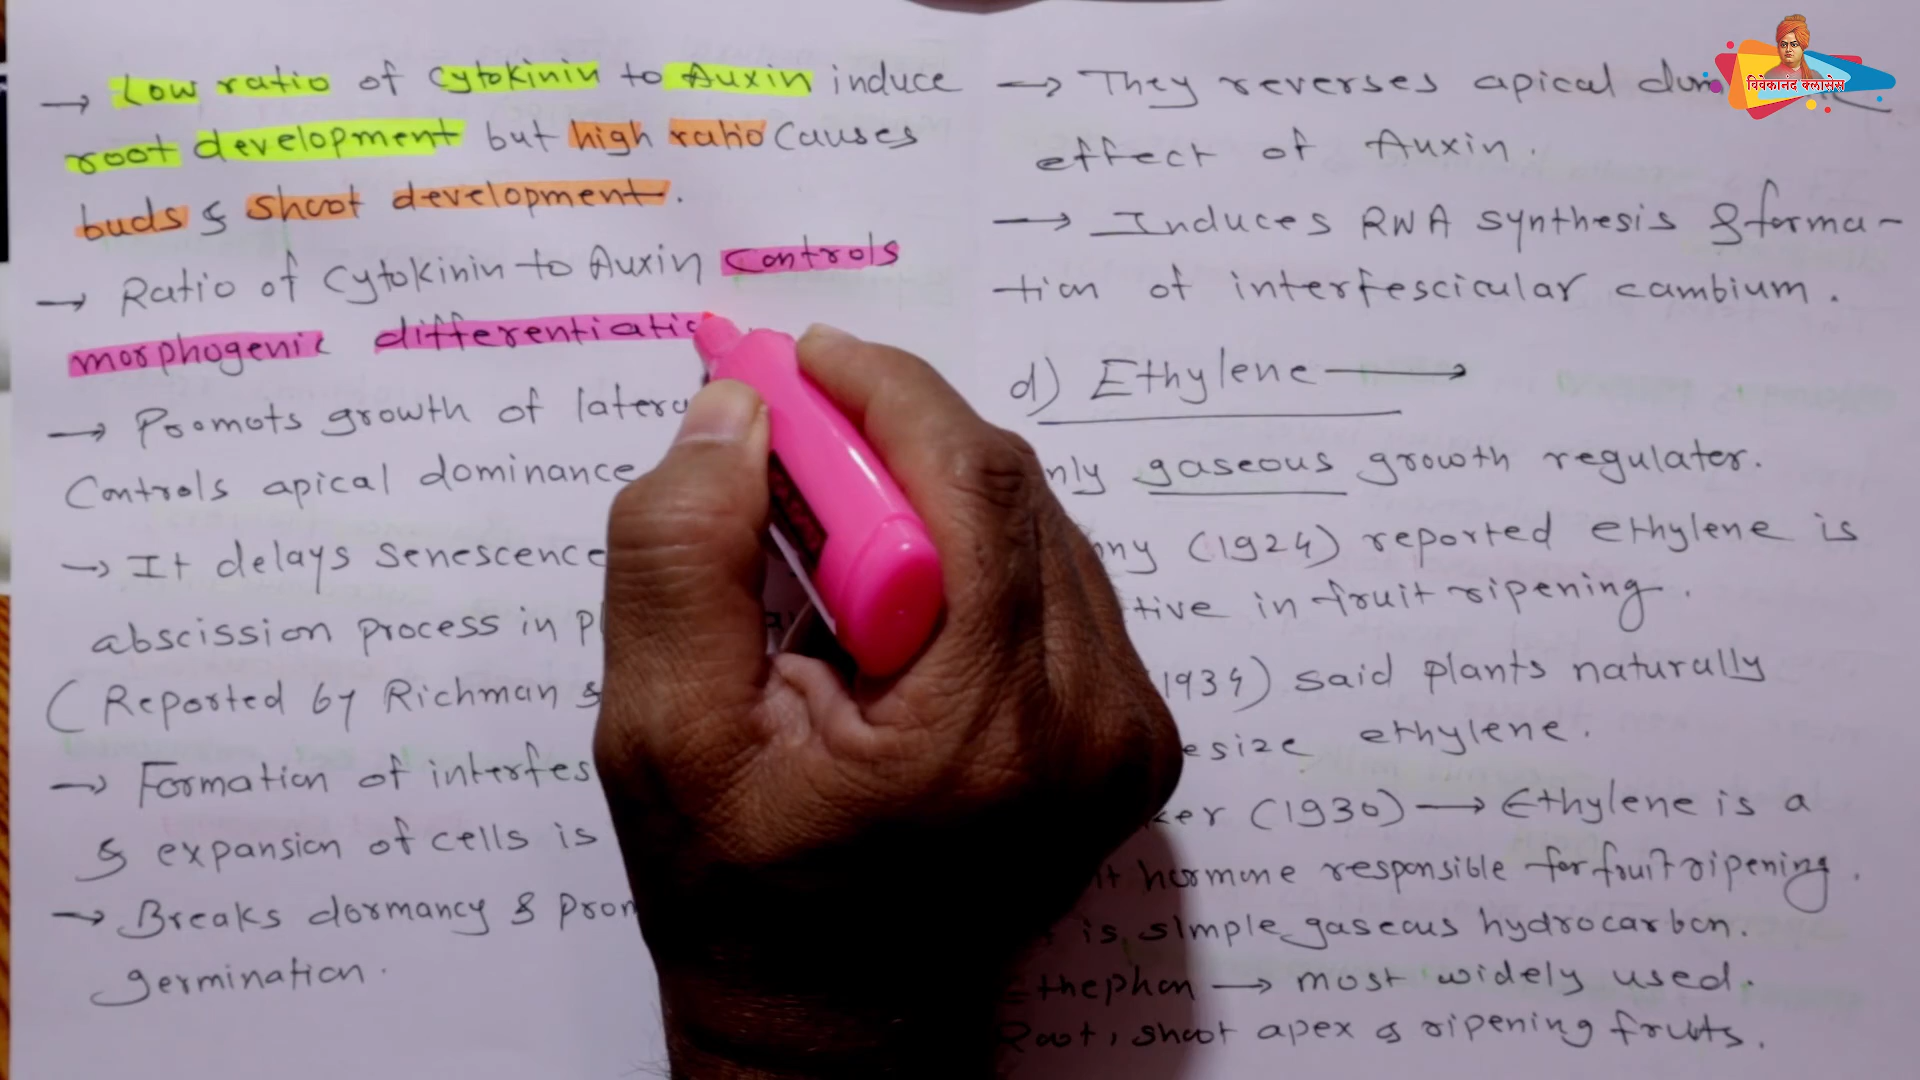 → Low ratio of Cytokinin to Auxin induce
root development but high ratio Causes
buds & shoot development.
→ Ratio of Cytokinin to Auxin Controls
morphogenic differentiatio
→ Promots growth of latera
Controls apical dominance
→ It delays senescence
abscission process in pl
( Reported by Richman &
→ Formation of interfes
& expansion of cells is
→ Breaks dormancy & prom
germination.
→ They reverses apical dom
effect of Auxin.
→ Induces RNA synthesis & forma-
tion of interfescicular cambium.
d) Ethylene →
nly gaseous growth regulater.
nny (1924) reported ethylene is
tive in fruit ripening.
1934) said plants naturally
esize ethylene.
ker (1930) → Ethylene is a
nt hormone responsible for fruit ripening.
is simple gaseous hydrocarbon.
Ethephon → most widely used.
Root, shoot apex & ripening fruits.
विवेकानंद क्लासेस